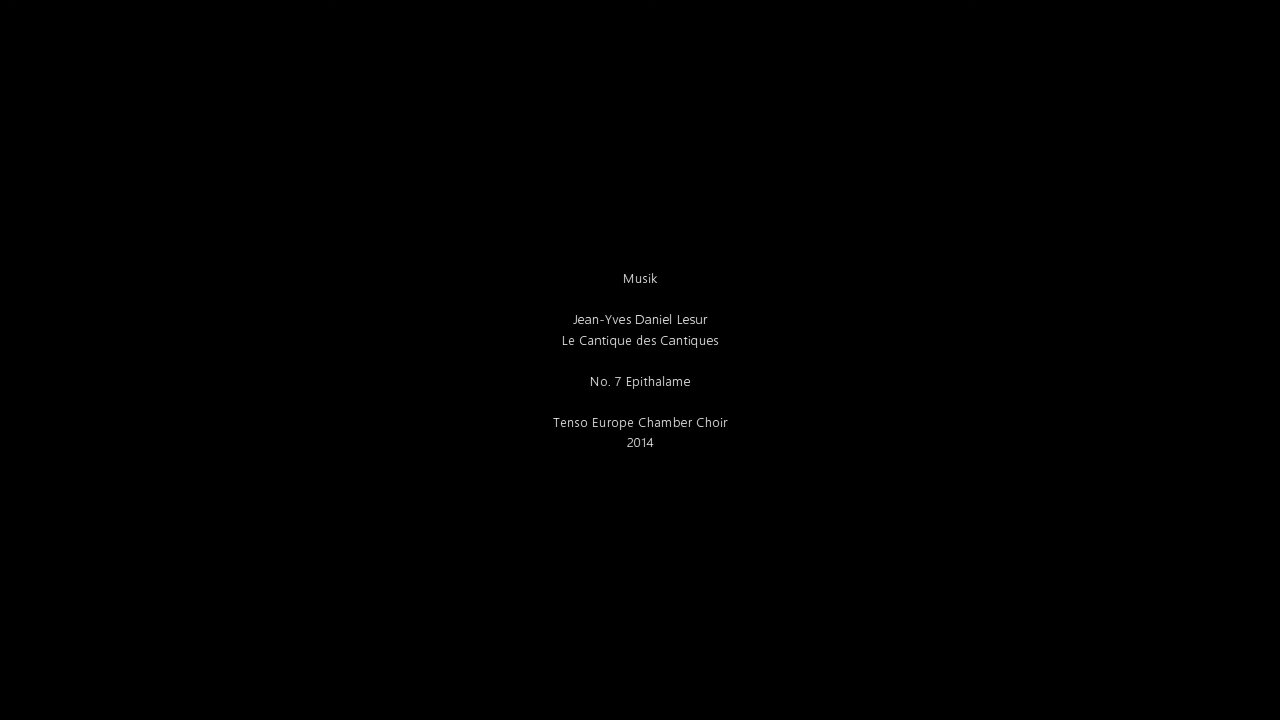 Musik
Jean-Yves Daniel Lesur
Le Cantique des Cantiques
No. 7 Epithalame
Tenso Europe Chamber Choir
2014